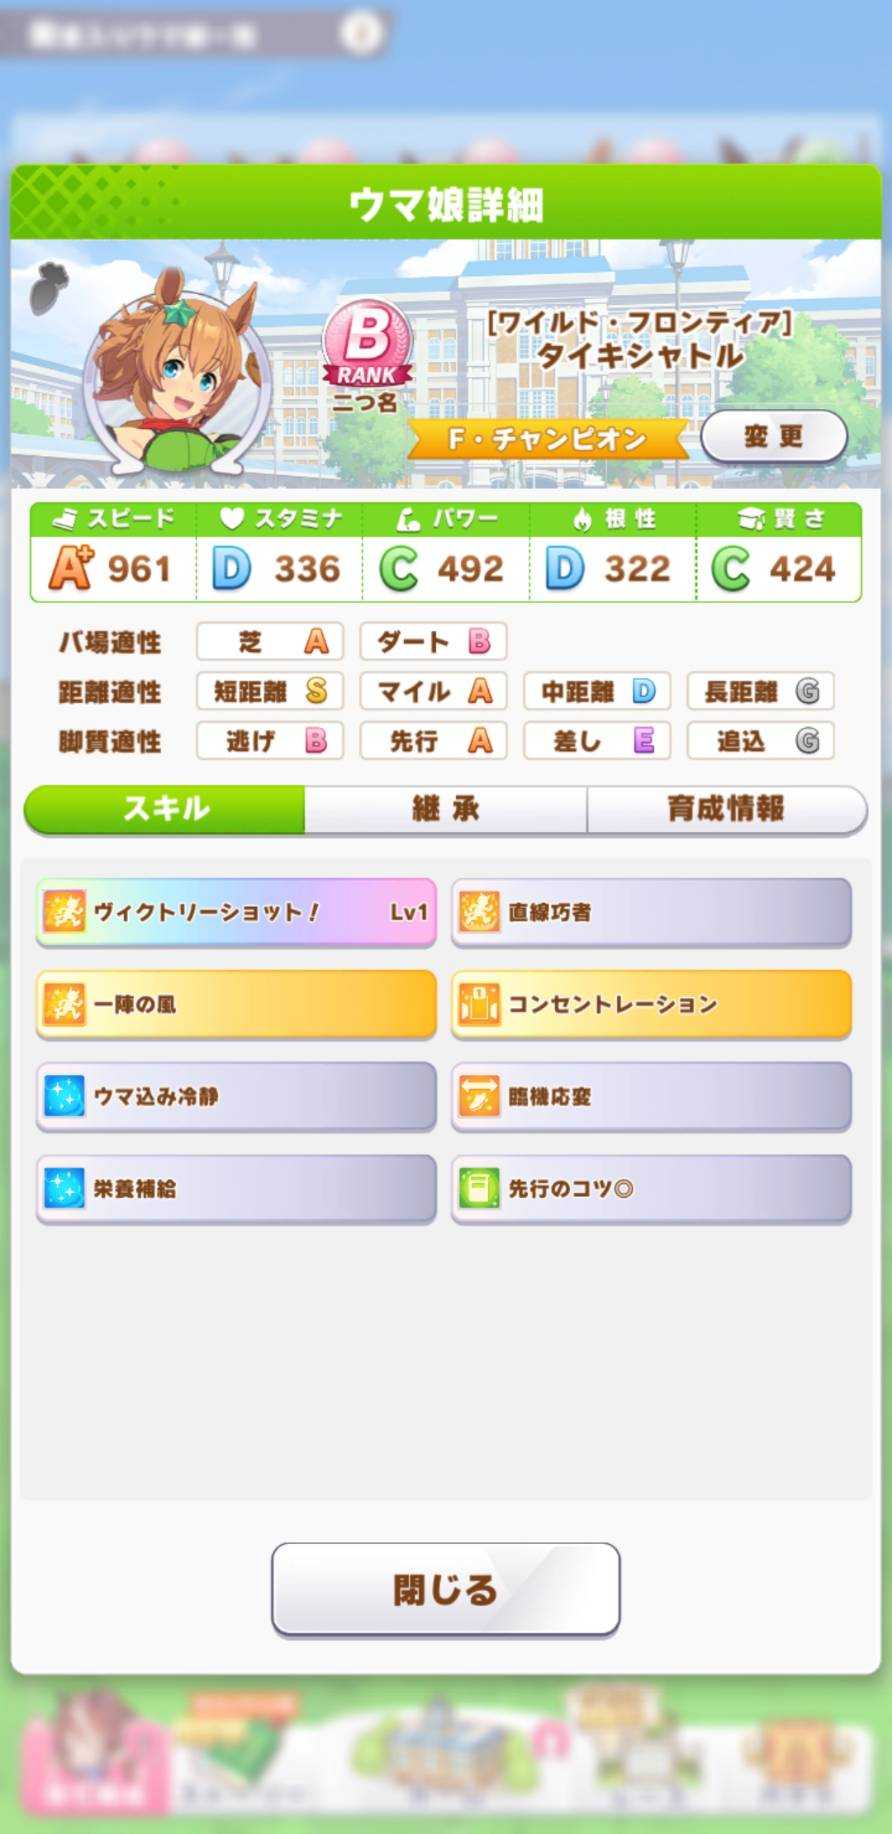 ウマ娘詳細
B
RANK
二つ名
[ワイルド・フロンティア]
タイキシャトル
F・チャンピオン
変更
スピード スタミナ パワー 根性 賢さ
A+ 961 D 336 C 492 D 322 C 424
バ場適性 芝 A ダート B
距離適性 短距離 S マイル A 中距離 D 長距離 G
脚質適性 逃げ B 先行 A 差し E 追込 G
スキル 継承 育成情報
ヴィクトリーショット! Lv1 直線巧者
一陣の風 コンセントレーション
ウマ込み冷静 臨機応変
栄養補給 先行のコツ◎
閉じる